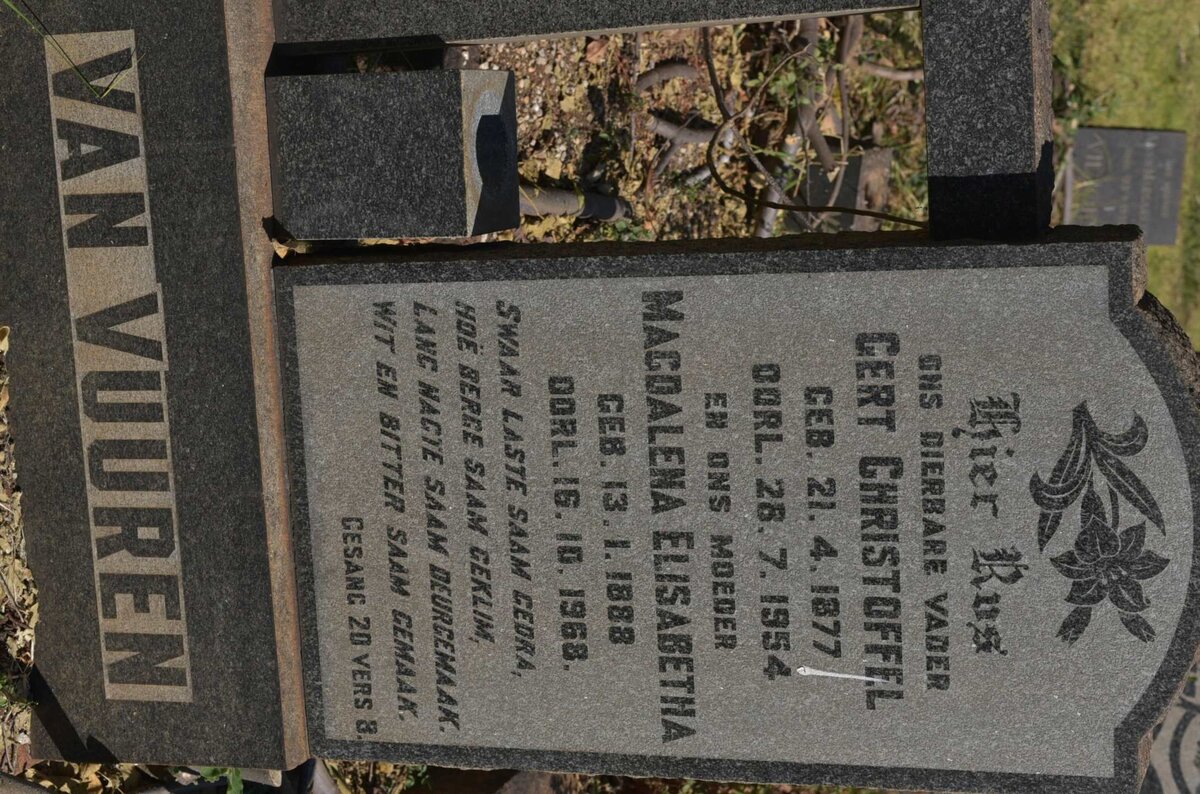 Hier Rus
ONS DIERBARE VADER
GERT CHRISTOFFEL
GEB. 21. 4. 1877
OORL. 28. 7. 1954
EN ONS MOEDER
MAGDALENA ELISABETHA
GEB. 13. 1. 1888
OORL. 16. 10. 1968.
SWAAR LASTE SAAM GEDRA,
HOË BERGE SAAM GEKLIM,
LANG NAGTE SAAM DEURGEMAAK.
WIT EN BITTER SAAM GEMAAK.
GESANG 20 VERS 8.
VAN VUUREN